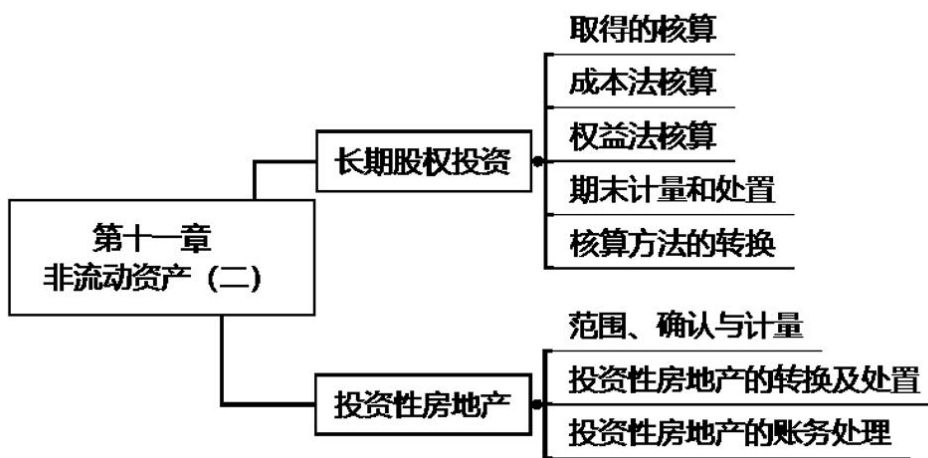 第十一章
非流动资产（二）
长期股权投资
取得的核算
成本法核算
权益法核算
期末计量和处置
核算方法的转换
投资性房地产
范围、确认与计量
投资性房地产的转换及处置
投资性房地产的账务处理